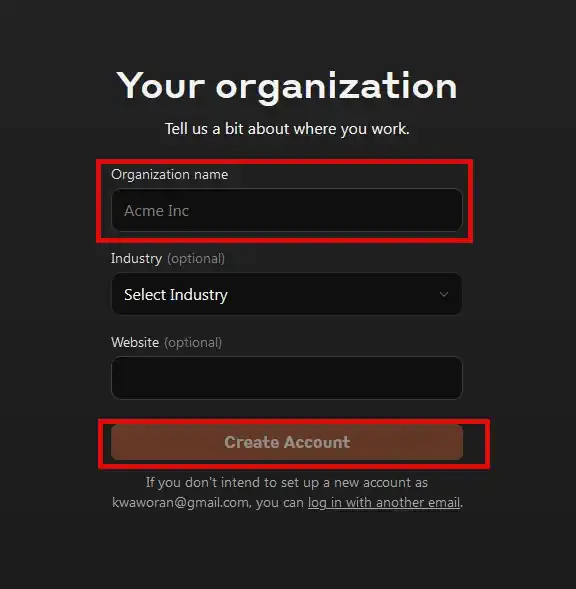 Your organization
Tell us a bit about where you work.
Organization name
Acme Inc
Industry (optional)
Select Industry
Website (optional)
Create Account
If you don't intend to set up a new account as
kwaworan@gmail.com, you can log in with another email.